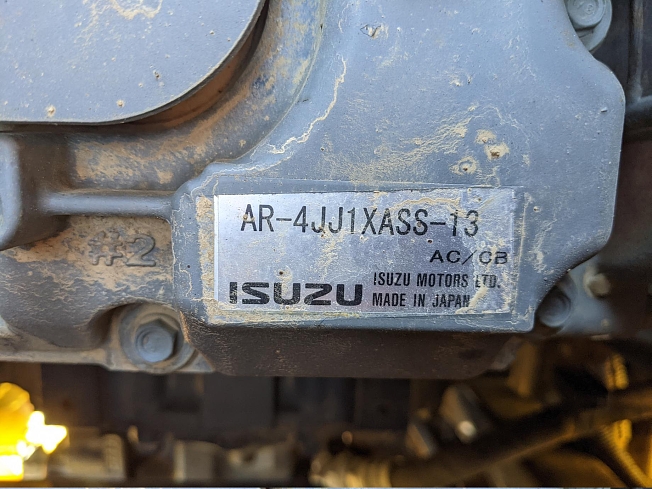 AR-4JJ1XASS-13
AC/CB
ISUZU
ISUZU MOTORS LTD.
MADE IN JAPAN
#2